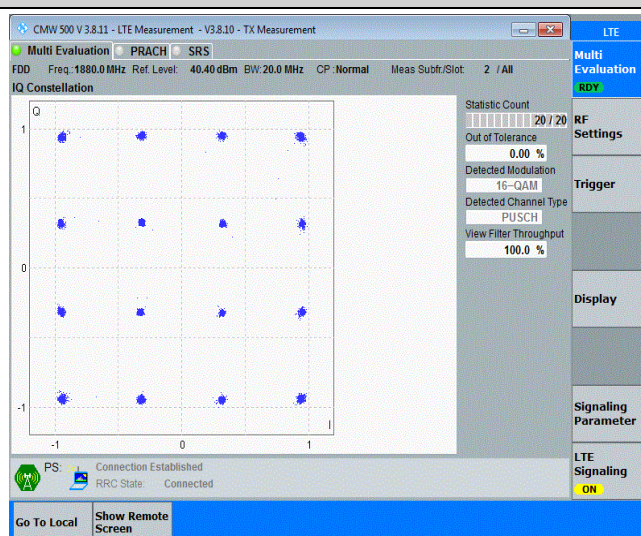 CMW 500 V 3.8.11 - LTE Measurement - V3.8.10 - TX Measurement
LTE
Multi Evaluation PRACH SRS
Multi
Evaluation
RDY
FDD Freq.:1880.0 MHz Ref. Level: 40.40 dBm BW: 20.0 MHz CP :Normal Meas Subfr./Slot: 2 / All
IQ Constellation
Q
1
0
-1
-1
0
1
I
Statistic Count
20 / 20
Out of Tolerance
0.00 %
Detected Modulation
16-QAM
Detected Channel Type
PUSCH
View Filter Throughput
100.0 %
RF
Settings
Trigger
Display
Signaling
Parameter
LTE
Signaling
ON
PS: Connection Established
RRC State: Connected
Go To Local
Show Remote
Screen